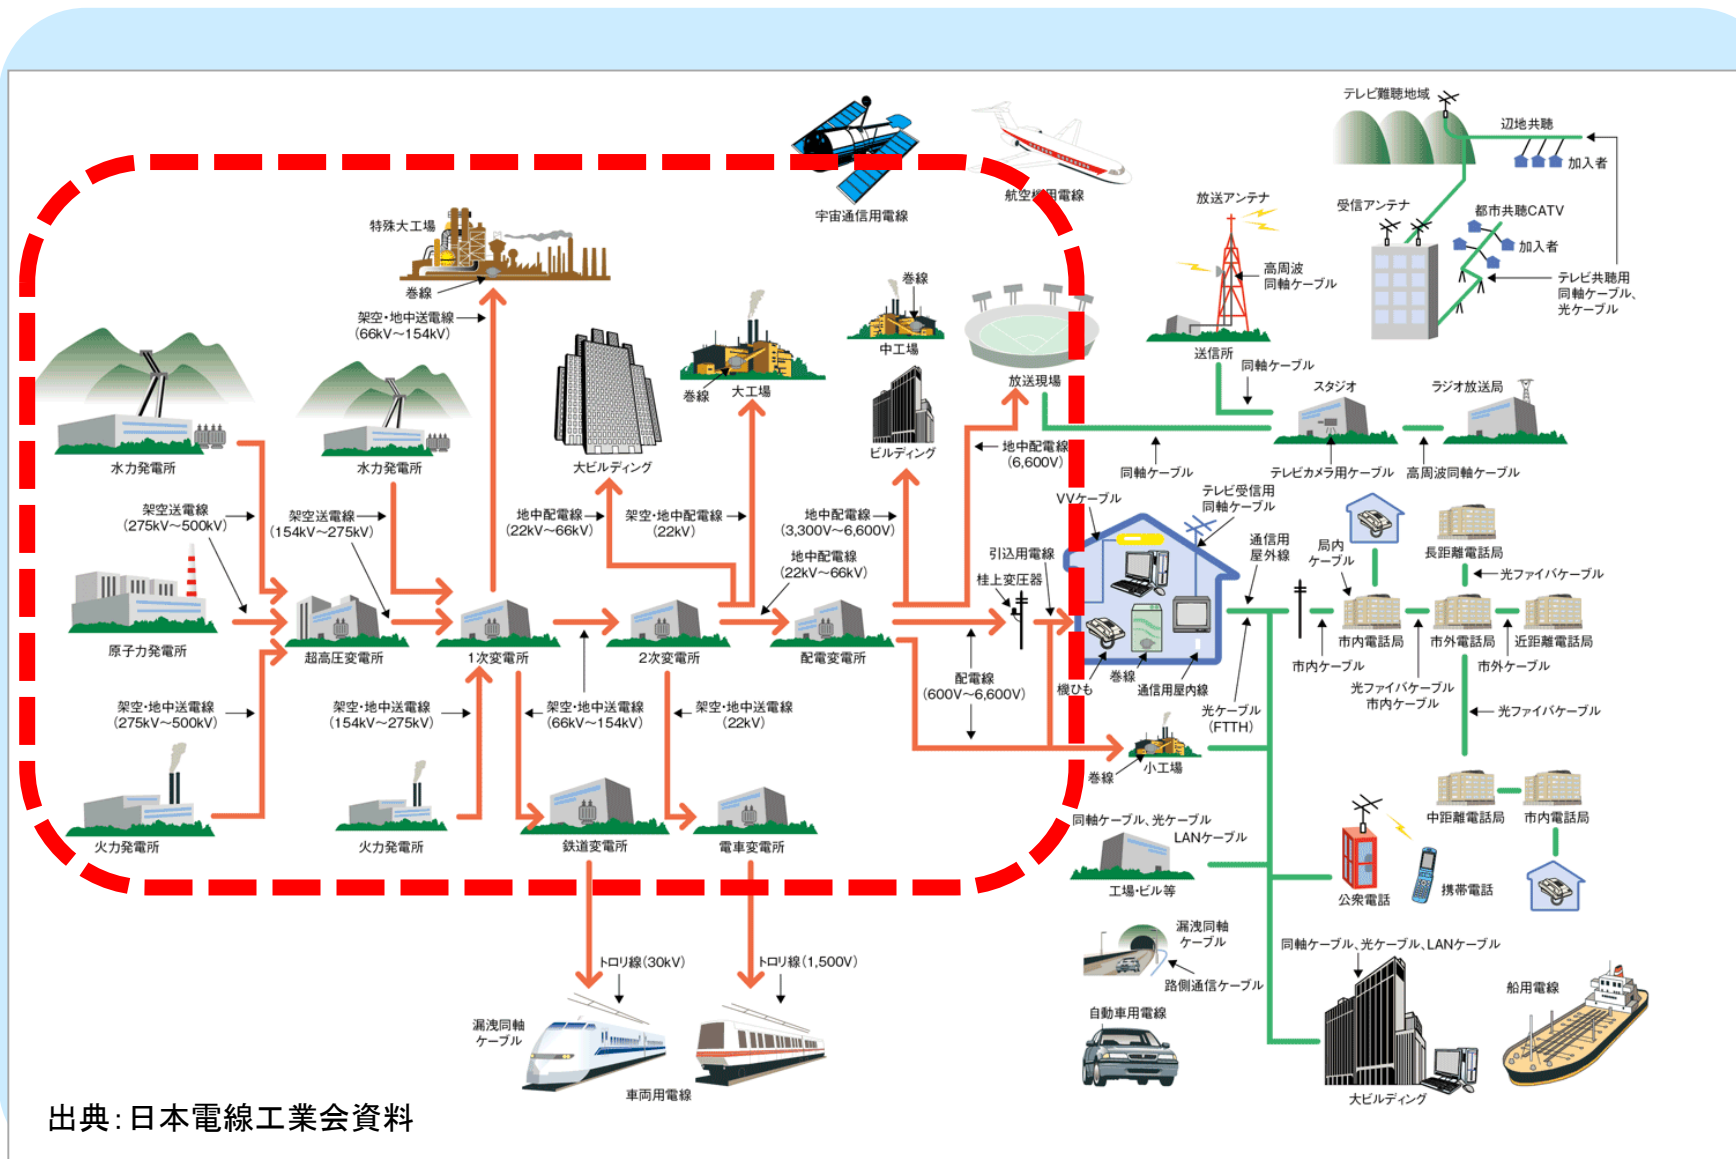 テレビ難聴地域
辺地共聴
加入者
宇宙通信用電線
航空機用電線
放送アンテナ
受信アンテナ
都市共聴CATV
加入者
特殊大工場
巻線
高周波
同軸ケーブル
テレビ共聴用
同軸ケーブル、
光ケーブル
架空・地中送電線
(66kV～154kV)
巻線
中工場
送信所
同軸ケーブル
巻線
大工場
放送現場
スタジオ
ラジオ放送局
水力発電所
水力発電所
大ビルディング
ビルディング
地中配電線
(6,600V)
同軸ケーブル
テレビカメラ用ケーブル
高周波同軸ケーブル
架空送電線
(275kV～500kV)
架空送電線
(154kV～275kV)
地中配電線
(22kV～66kV)
架空・地中配電線
(22kV)
地中配電線
(3,300V～6,600V)
VVケーブル
テレビ受信用
同軸ケーブル
地中配電線
(22kV～66kV)
引込用電線
柱上変圧器
通信用
屋外線
局内
ケーブル
長距離電話局
光ファイバケーブル
原子力発電所
超高圧変電所
1次変電所
2次変電所
配電変電所
市内電話局
市外電話局
近距離電話局
市内ケーブル
市外ケーブル
機ひも
巻線
通信用屋内線
光ファイバケーブル
市内ケーブル
配電線
(600V～6,600V)
架空・地中送電線
(275kV～500kV)
架空・地中送電線
(154kV～275kV)
架空・地中送電線
(66kV～154kV)
架空・地中送電線
(22kV)
光ケーブル
(FTTH)
光ファイバケーブル
巻線
小工場
火力発電所
火力発電所
鉄道変電所
電車変電所
同軸ケーブル、光ケーブル
LANケーブル
中距離電話局
市内電話局
工場・ビル等
公衆電話
携帯電話
漏洩同軸
ケーブル
路側通信ケーブル
同軸ケーブル、光ケーブル、LANケーブル
トロリ線(30kV)
トロリ線(1,500V)
船用電線
自動車用電線
漏洩同軸
ケーブル
車両用電線
大ビルディング
出典：日本電線工業会資料